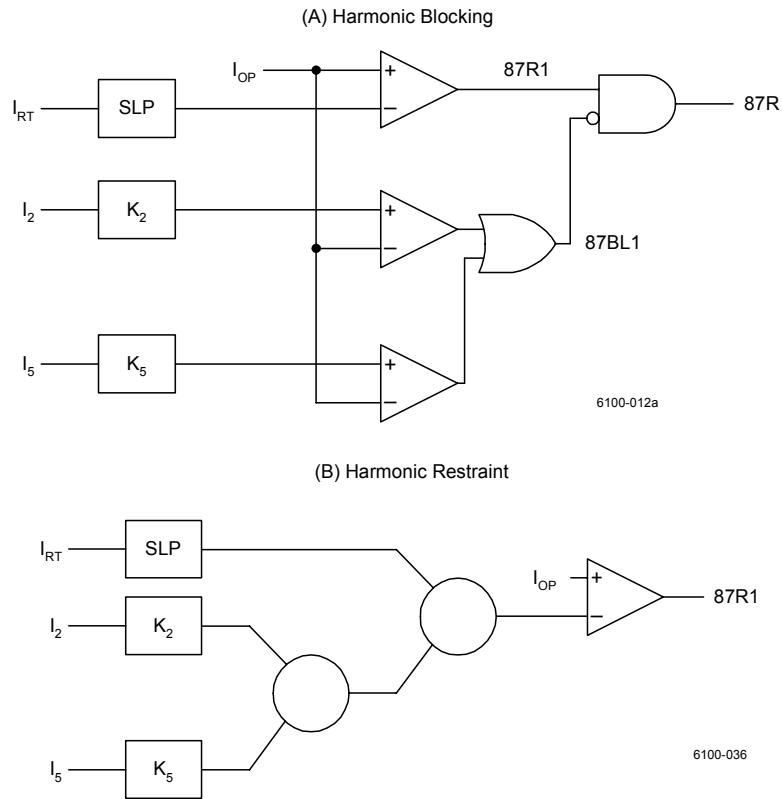 (A) Harmonic Blocking
I_OP
87R1
87R
I_RT
SLP
+
−
I_2
K_2
+
−
87BL1
I_5
K_5
+
−
6100-012a
(B) Harmonic Restraint
I_RT
SLP
I_OP
+
−
87R1
I_2
K_2
I_5
K_5
6100-036